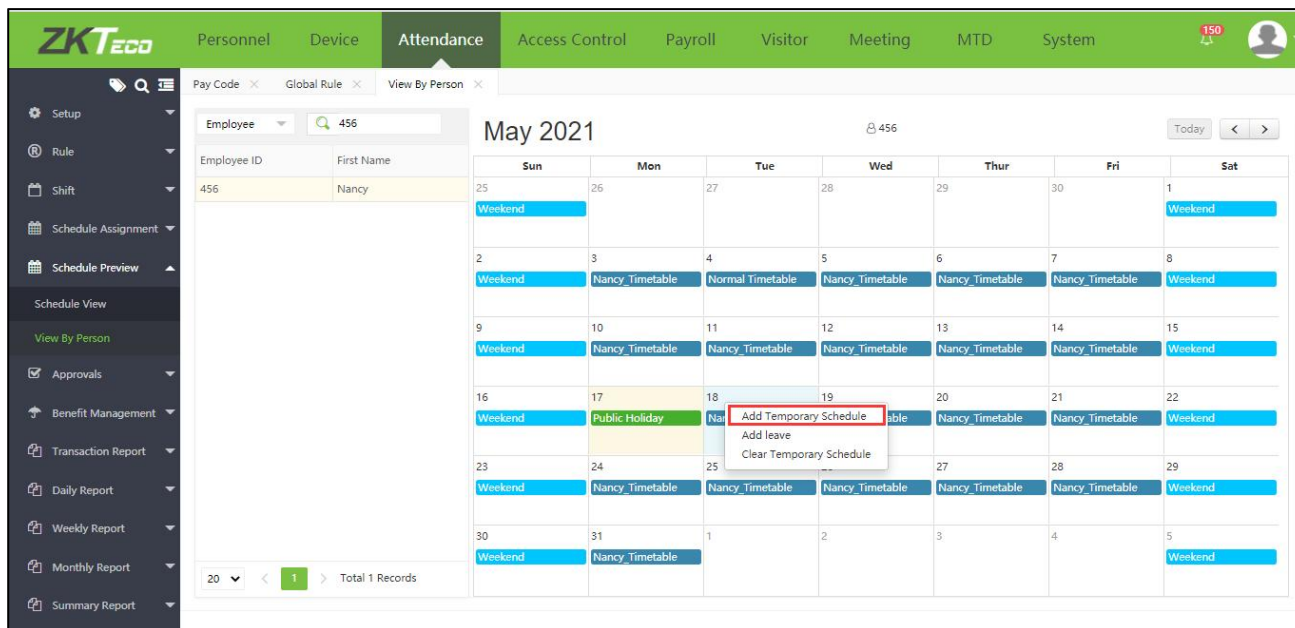 ZKTECO Personnel Device Attendance Access Control Payroll Visitor Meeting MTD System 150
Pay Code Global Rule View By Person
Setup
Rule
Shift
Schedule Assignment
Schedule Preview
Schedule View
View By Person
Approvals
Benefit Management
Transaction Report
Daily Report
Weekly Report
Monthly Report
Summary Report
Employee 456
Employee ID First Name
456 Nancy
20 1 Total 1 Records
May 2021 456 Today
Sun Mon Tue Wed Thur Fri Sat
25 26 27 28 29 30 1
Weekend Weekend
2 3 4 5 6 7 8
Weekend Nancy_Timetable Normal Timetable Nancy_Timetable Nancy_Timetable Nancy_Timetable Weekend
9 10 11 12 13 14 15
Weekend Nancy_Timetable Nancy_Timetable Nancy_Timetable Nancy_Timetable Nancy_Timetable Weekend
16 17 18 19 20 21 22
Weekend Public Holiday Nan able Nancy_Timetable Nancy_Timetable Weekend
Add Temporary Schedule
Add leave
Clear Temporary Schedule
23 24 25 27 28 29
Weekend Nancy_Timetable Nancy_Timetable Nancy_Timetable Nancy_Timetable Nancy_Timetable Weekend
30 31 1 2 3 4 5
Weekend Nancy_Timetable Weekend